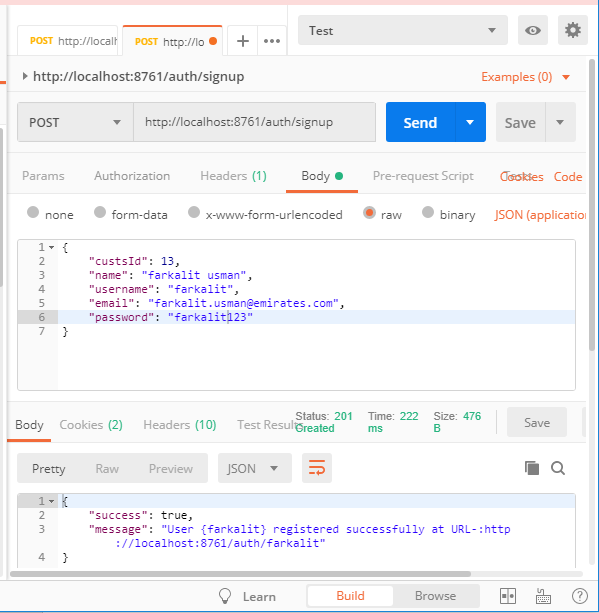 POST http://localh POST http://lo + ••• Test
http://localhost:8761/auth/signup Examples (0)
POST http://localhost:8761/auth/signup Send Save
Params Authorization Headers (1) Body Pre-request Script Tests Cookies Code
none form-data x-www-form-urlencoded raw binary JSON (application
1 {
2 "custsId": 13,
3 "name": "farkalit usman",
4 "username": "farkalit",
5 "email": "farkalit.usman@emirates.com",
6 "password": "farkalit123"
7 }
Body Cookies (2) Headers (10) Test Results Status: 201 Created Time: 222 ms Size: 476 B Save
Pretty Raw Preview JSON
1 {
2 "success": true,
3 "message": "User {farkalit} registered successfully at URL-:http
://localhost:8761/auth/farkalit"
4 }
Learn Build Browse ?